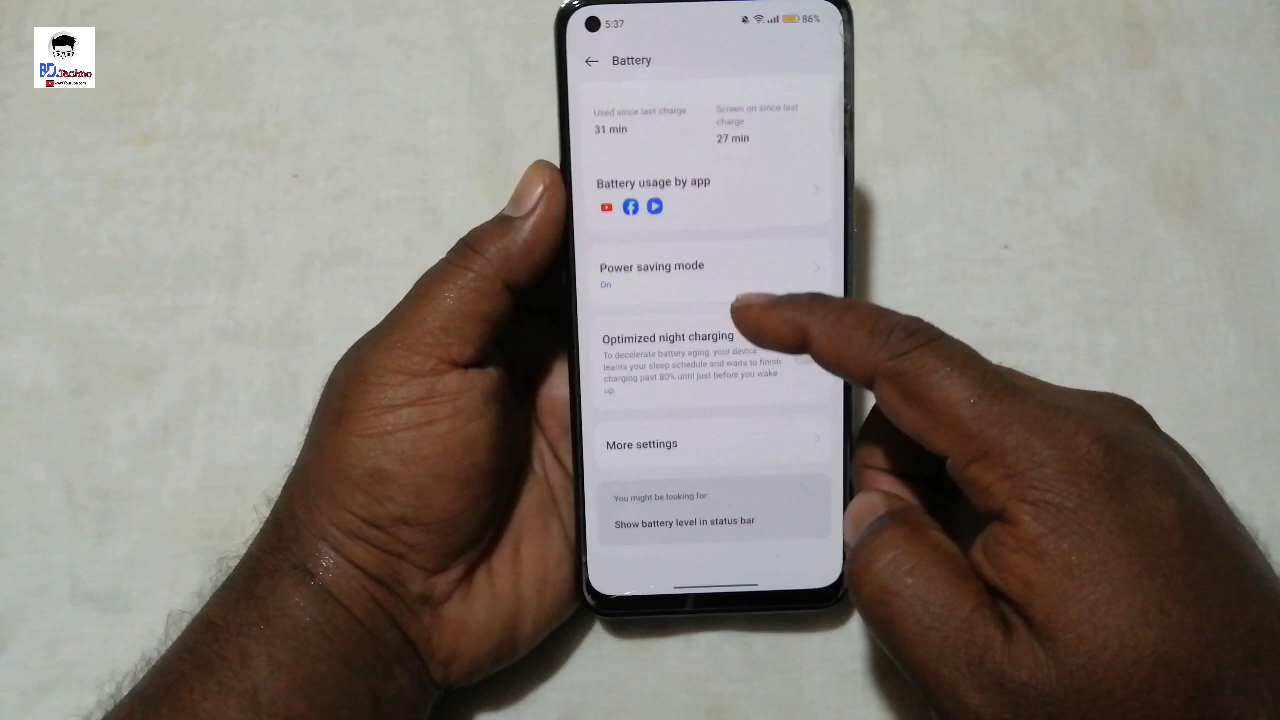 5:37
86%
Battery
Used since last charge
31 min
Screen on since last
charge
27 min
Battery usage by app
Power saving mode
On
Optimized night charging
To decelerate battery aging, your device
learns your sleep schedule and waits to finish
charging past 80% until just before you wake
up.
More settings
You might be looking for:
Show battery level in status bar
BD Techno